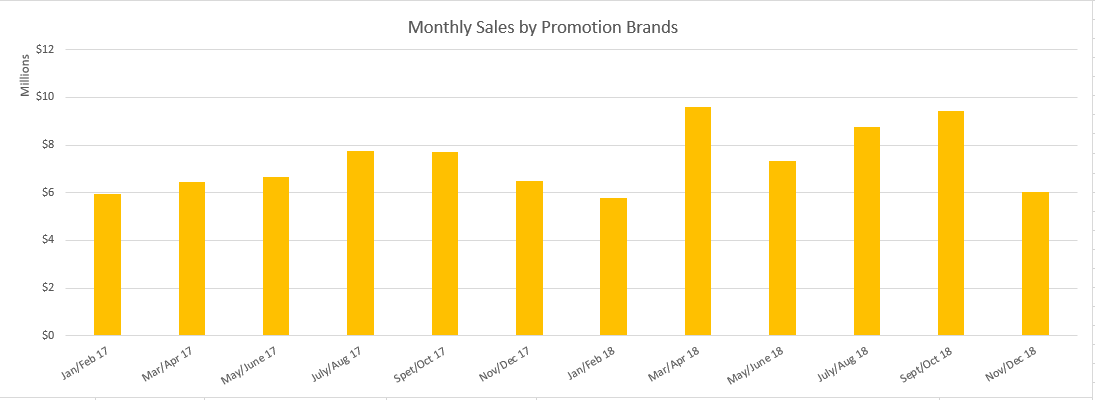 Monthly Sales by Promotion Brands
Millions
$12
$10
$8
$6
$4
$2
$0
Jan/Feb 17
Mar/Apr 17
May/June 17
July/Aug 17
Spet/Oct 17
Nov/Dec 17
Jan/Feb 18
Mar/Apr 18
May/June 18
July/Aug 18
Sept/Oct 18
Nov/Dec 18